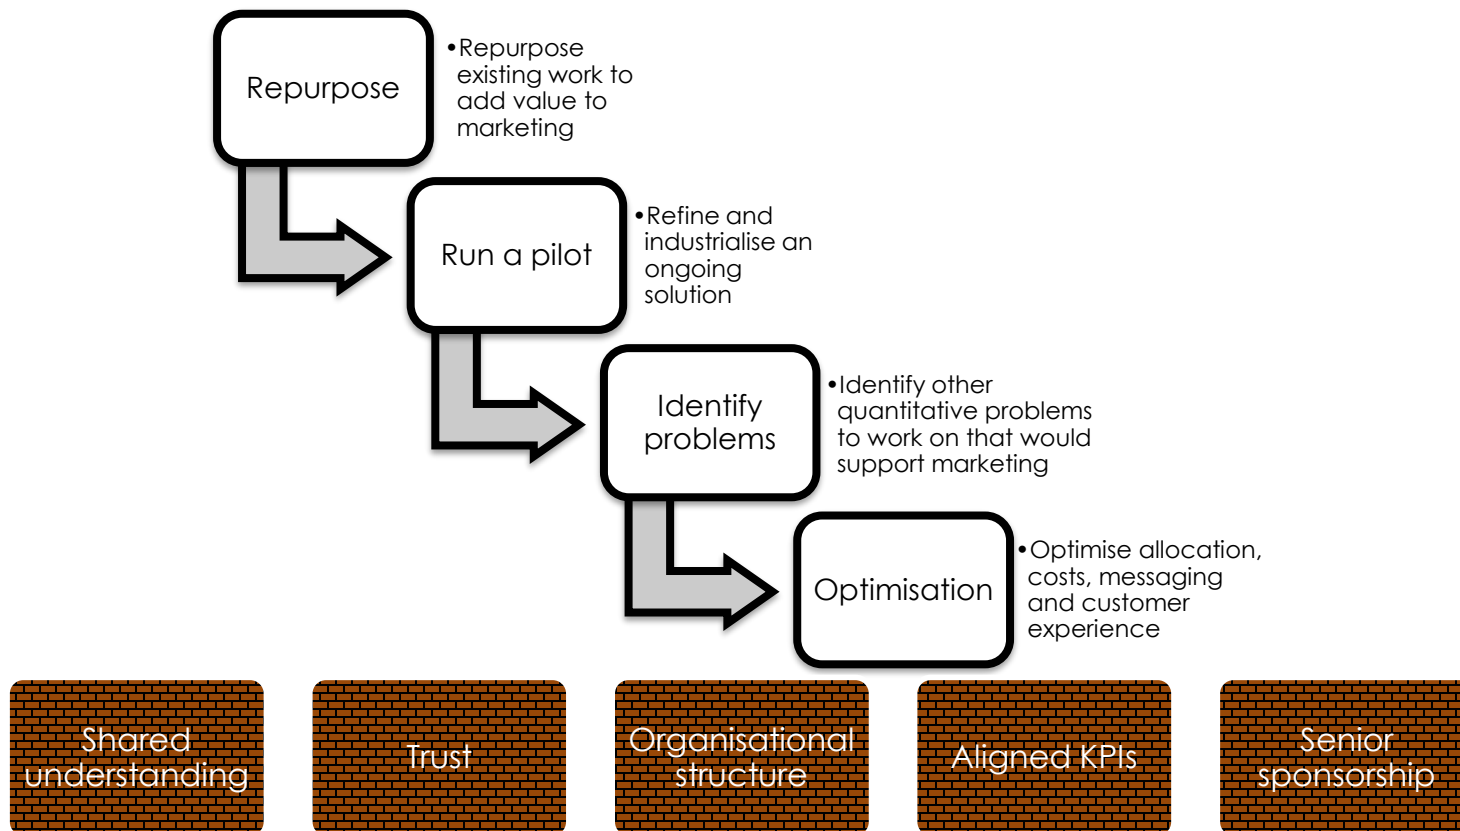 Repurpose
•Repurpose
existing work to
add value to
marketing
Run a pilot
•Refine and
industrialise an
ongoing
solution
Identify
problems
•Identify other
quantitative problems
to work on that would
support marketing
Optimisation
•Optimise allocation,
costs, messaging
and customer
experience
Shared
understanding
Trust
Organisational
structure
Aligned KPIs
Senior
sponsorship